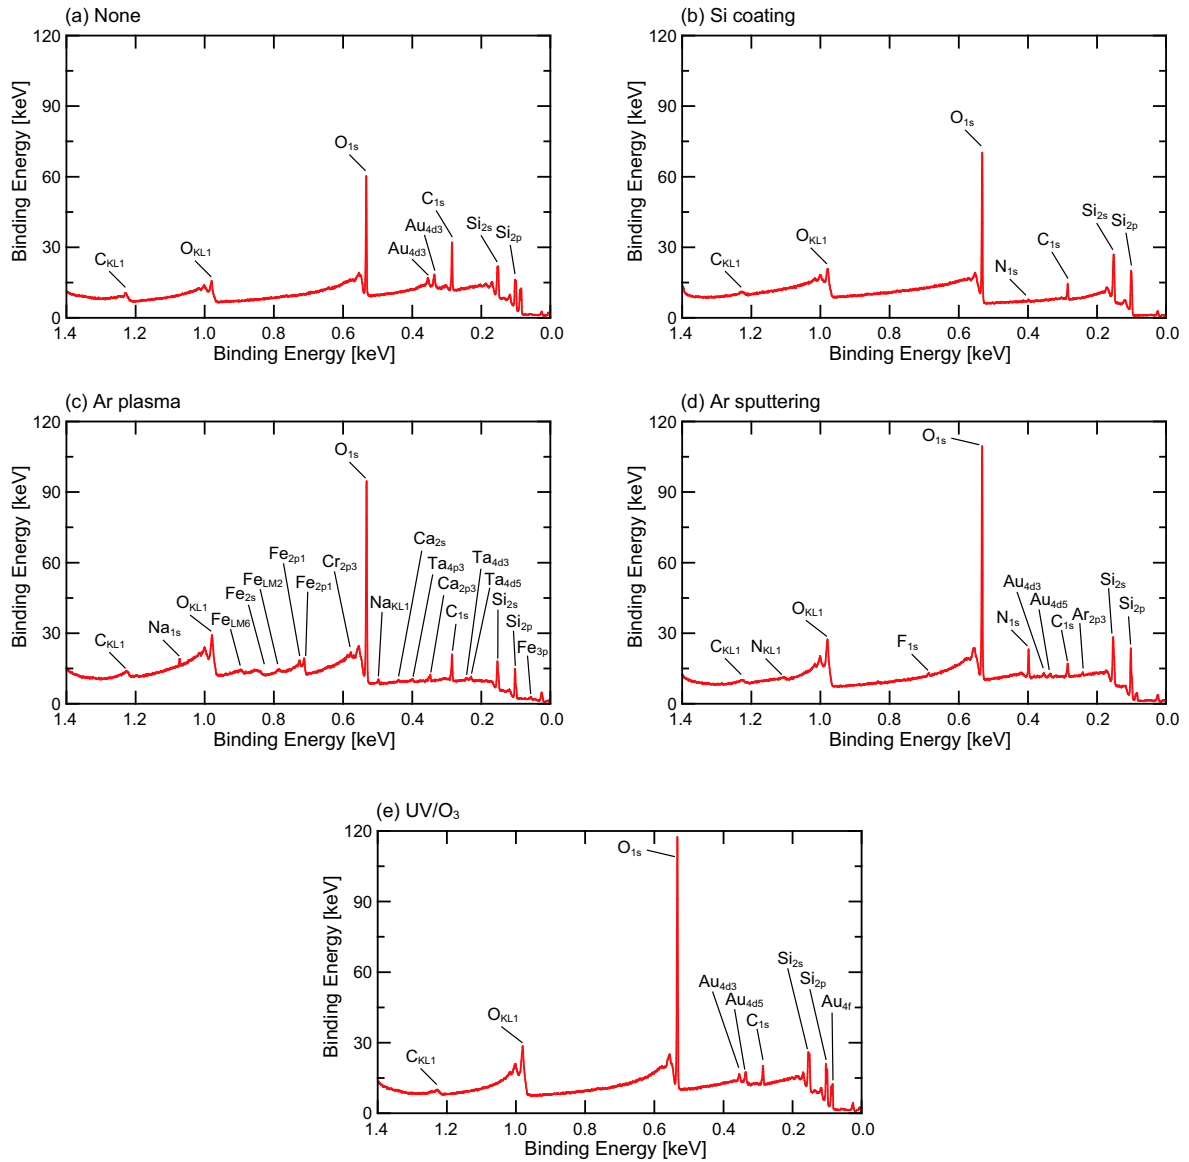 (a) None
120
90
60
30
0
Binding Energy [keV]
O1s
C1s
Au4d3
Au4d3
Si2s
Si2p
OKL1
CKL1
1.4 1.2 1.0 0.8 0.6 0.4 0.2 0.0
Binding Energy [keV]
(b) Si coating
120
90
60
30
0
Binding Energy [keV]
O1s
Si2s
Si2p
OKL1
C1s
CKL1
N1s
1.4 1.2 1.0 0.8 0.6 0.4 0.2 0.0
Binding Energy [keV]
(c) Ar plasma
120
90
60
30
0
Binding Energy [keV]
O1s
Ca2s
Fe2p1
Cr2p3
Ta4p3
Ta4d3
FeLM2
Fe2p1
Ca2p3
Ta4d5
Fe2s
NaKL1
Si2s
OKL1
FeLM6
C1s
Si2p
CKL1
Na1s
Fe3p
1.4 1.2 1.0 0.8 0.6 0.4 0.2 0.0
Binding Energy [keV]
(d) Ar sputtering
120
90
60
30
0
Binding Energy [keV]
O1s
Au4d3
Si2s
OKL1
Au4d5
Si2p
N1s
C1s
Ar2p3
CKL1
NKL1
F1s
1.4 1.2 1.0 0.8 0.6 0.4 0.2 0.0
Binding Energy [keV]
(e) UV/O3
120
90
60
30
0
Binding Energy [keV]
O1s
Si2s
Au4d3
Si2p
Au4d5
Au4f
OKL1
C1s
CKL1
1.4 1.2 1.0 0.8 0.6 0.4 0.2 0.0
Binding Energy [keV]